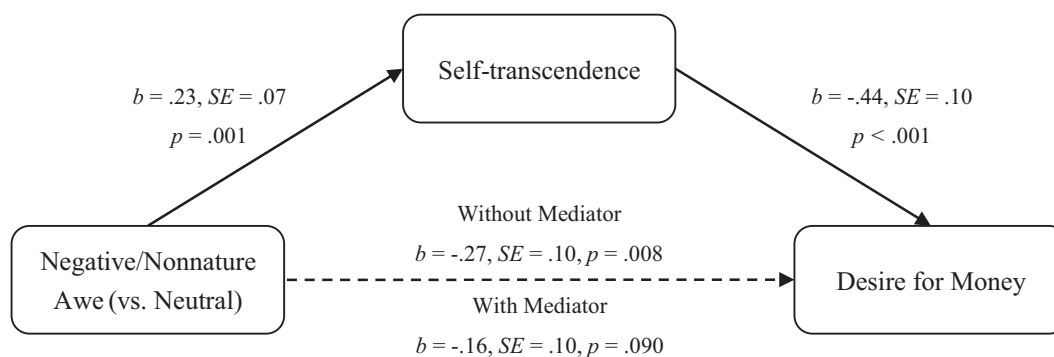 Self-transcendence
b = .23, SE = .07
p = .001
b = -.44, SE = .10
p < .001
Negative/Nonnature
Awe (vs. Neutral)
Without Mediator
b = -.27, SE = .10, p = .008
With Mediator
b = -.16, SE = .10, p = .090
Desire for Money